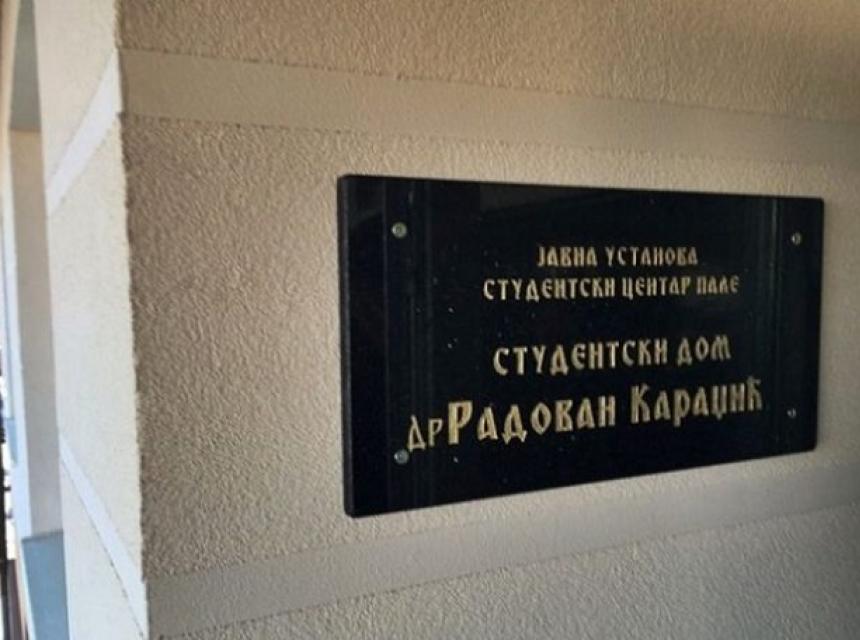 ЈАВНА УСТАНОВА
СТУДЕНТСКИ ЦЕНТАР ПАЛЕ
СТУДЕНТСКИ ДОМ
ДР РАДОВАН КАРАЏИЋ